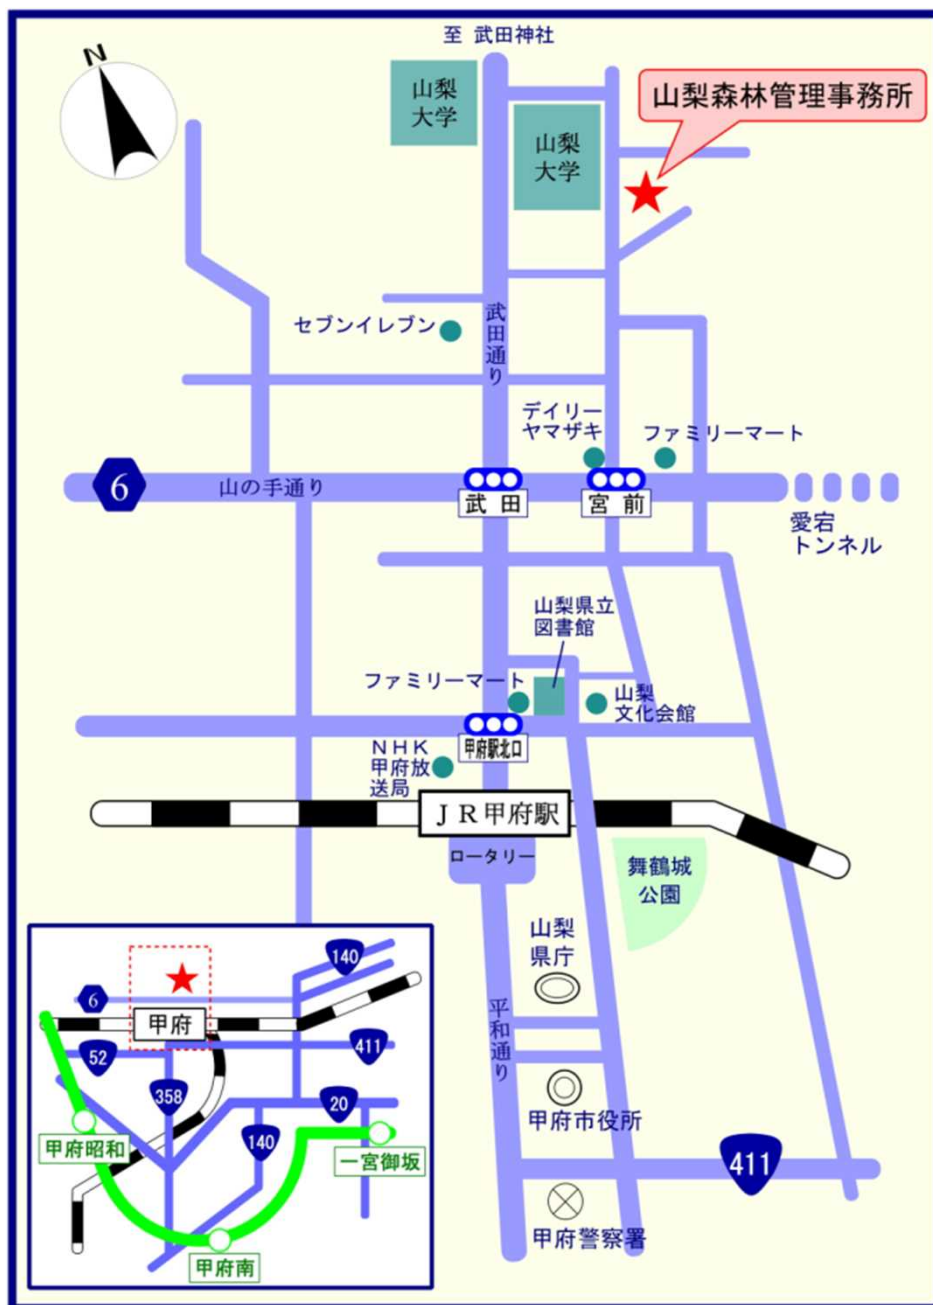 至 武田神社
N
山梨
大学
山梨森林管理事務所
山梨
大学
武田通り
セブンイレブン
デイリー
ヤマザキ
ファミリーマート
6
山の手通り
武田
宮前
愛宕
トンネル
山梨県立
図書館
ファミリーマート
山梨
文化会館
甲府駅北口
NHK
甲府放
送局
JR甲府駅
ロータリー
舞鶴城
公園
山梨
県庁
平和通り
甲府市役所
411
甲府警察署
140
6
甲府
52
411
358
20
140
甲府昭和
一宮御坂
甲府南